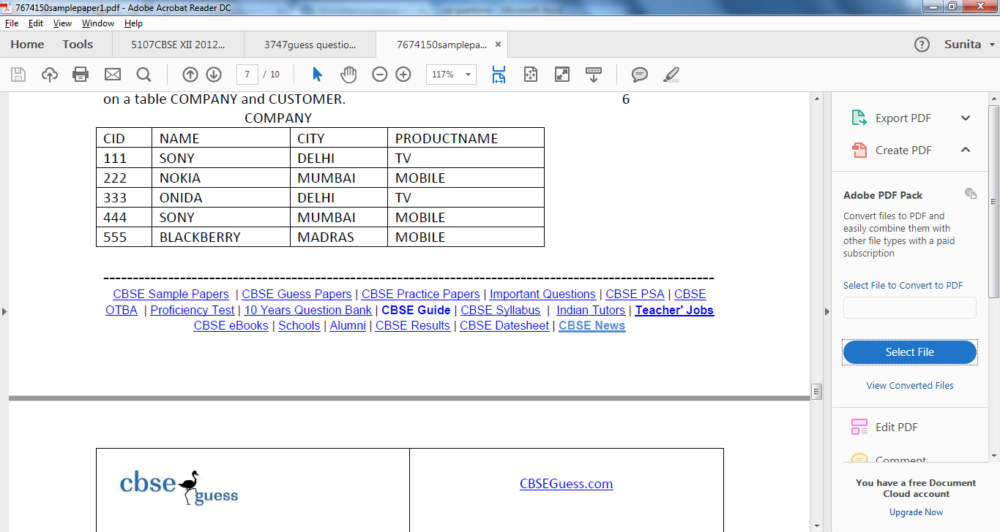 7674150samplepaper1.pdf - Adobe Acrobat Reader DC
File Edit View Window Help
Home Tools 5107CBSE XII 2012... 3747guess questio... 7674150samplepa... × ? Sunita
7 / 10 117%
on a table COMPANY and CUSTOMER. 6
COMPANY
CID NAME CITY PRODUCTNAME
111 SONY DELHI TV
222 NOKIA MUMBAI MOBILE
333 ONIDA DELHI TV
444 SONY MUMBAI MOBILE
555 BLACKBERRY MADRAS MOBILE
CBSE Sample Papers | CBSE Guess Papers | CBSE Practice Papers | Important Questions | CBSE PSA | CBSE
OTBA | Proficiency Test | 10 Years Question Bank | CBSE Guide | CBSE Syllabus | Indian Tutors | Teacher' Jobs
CBSE eBooks | Schools | Alumni | CBSE Results | CBSE Datesheet | CBSE News
cbse guess
CBSEGuess.com
Export PDF
Create PDF
Adobe PDF Pack
Convert files to PDF and
easily combine them with
other file types with a paid
subscription
Select File to Convert to PDF
Select File
View Converted Files
Edit PDF
Comment
You have a free Document
Cloud account
Upgrade Now